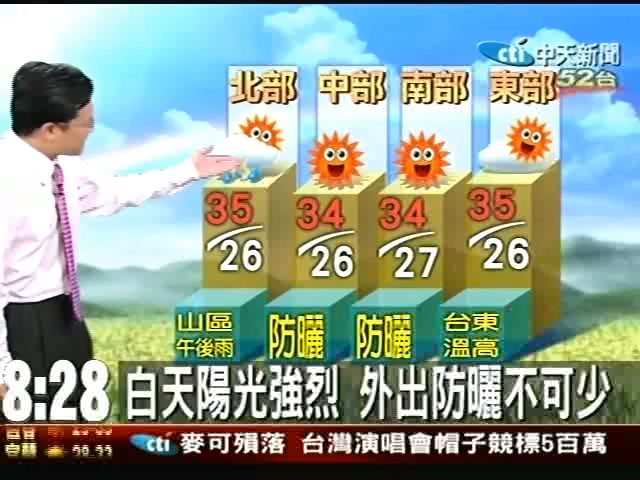 cti 中天新聞
52台
北部 中部 南部 東部
35/26 34/26 34/27 35/26
山區 防曬 防曬 台東
午後雨 溫高
8:28 白天陽光強烈 外出防曬不可少
cti 麥可殞落 台灣演唱會帽子競標5百萬